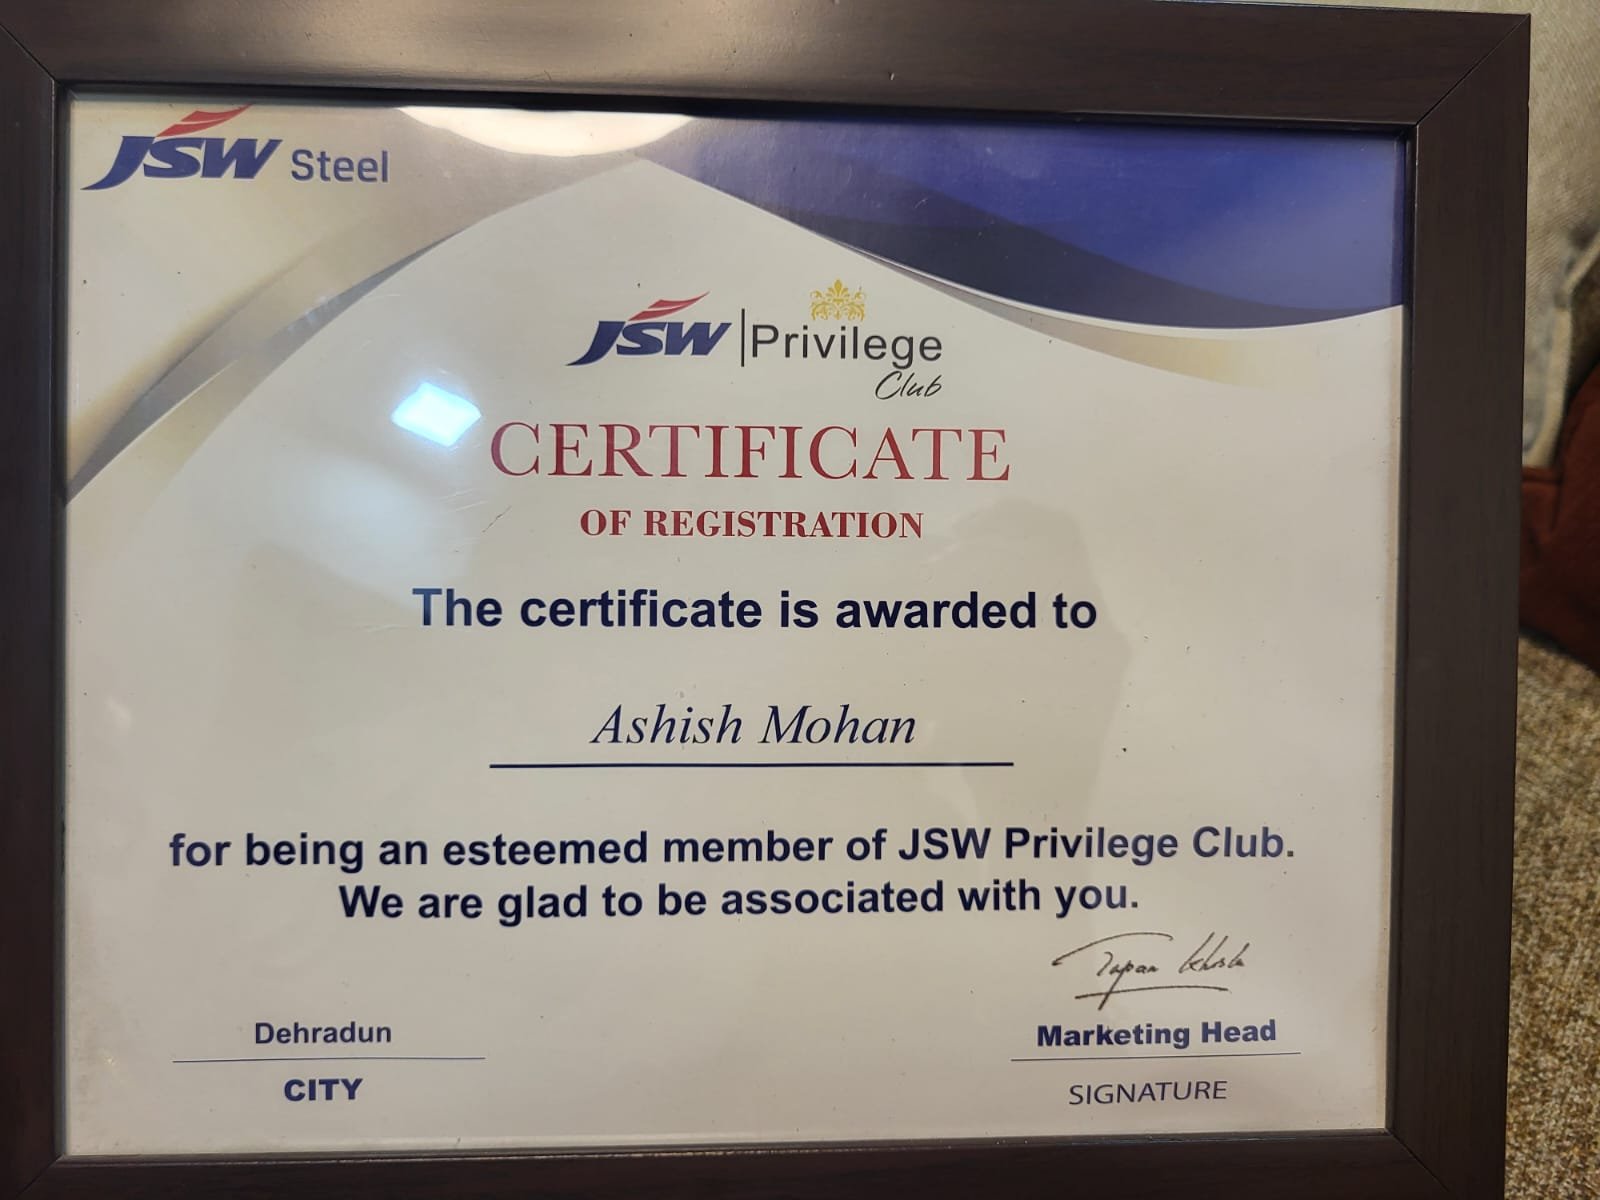 JSW Steel
JSW Privilege
Club
CERTIFICATE
OF REGISTRATION
The certificate is awarded to
Ashish Mohan
for being an esteemed member of JSW Privilege Club.
We are glad to be associated with you.
Tapan
Dehradun
Marketing Head
CITY
SIGNATURE